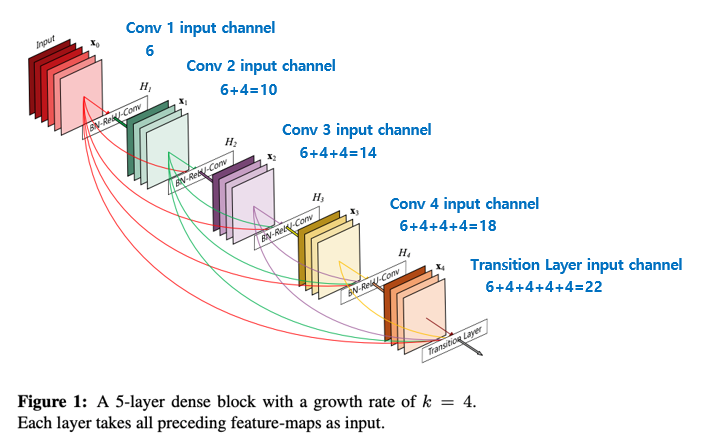 Input
x₀
Conv 1 input channel
6
H₁
BN-ReLU-Conv
x₁
Conv 2 input channel
6+4=10
H₂
BN-ReLU-Conv
x₂
Conv 3 input channel
6+4+4=14
H₃
BN-ReLU-Conv
x₃
Conv 4 input channel
6+4+4+4=18
H₄
BN-ReLU-Conv
x₄
Transition Layer input channel
6+4+4+4+4=22
Transition Layer
Figure 1: A 5-layer dense block with a growth rate of k = 4.
Each layer takes all preceding feature-maps as input.